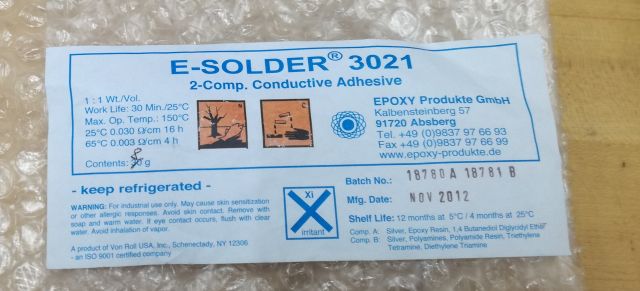 E-SOLDER® 3021
2-Comp. Conductive Adhesive
1 : 1 Wt./Vol.
Work Life: 30 Min./25°C
Max. Op. Temp.: 150°C
25°C 0.030 Ω/cm 16 h
65°C 0.003 Ω/cm 4 h
Contents: g
N
C
EPOXY Produkte GmbH
Kalbensteinberg 57
91720 Absberg
Tel. +49 (0)9837 97 66 93
Fax +49 (0)9837 97 66 99
www.epoxy-produkte.de
- keep refrigerated -
WARNING: For industrial use only. May cause skin sensitization
or other allergic responses. Avoid skin contact. Remove with
soap and warm water. If eye contact occurs, flush with clear
water. Avoid inhalation of vapor.
A product of Von Roll USA, Inc., Schenectady, NY 12306
- an ISO 9001 certified company
Xi
irritant
Batch No.: 18780A 18781 B
Mfg. Date: NOV 2012
Shelf Life: 12 months at 5°C / 4 months at 25°C
Comp. A: Silver, Epoxy Resin, 1,4 Butanediol Diglycidyl Ether
Comp. B: Silver, Polyamines, Polyamide Resin, Triethylene
Tetramine, Diethylene Triamine